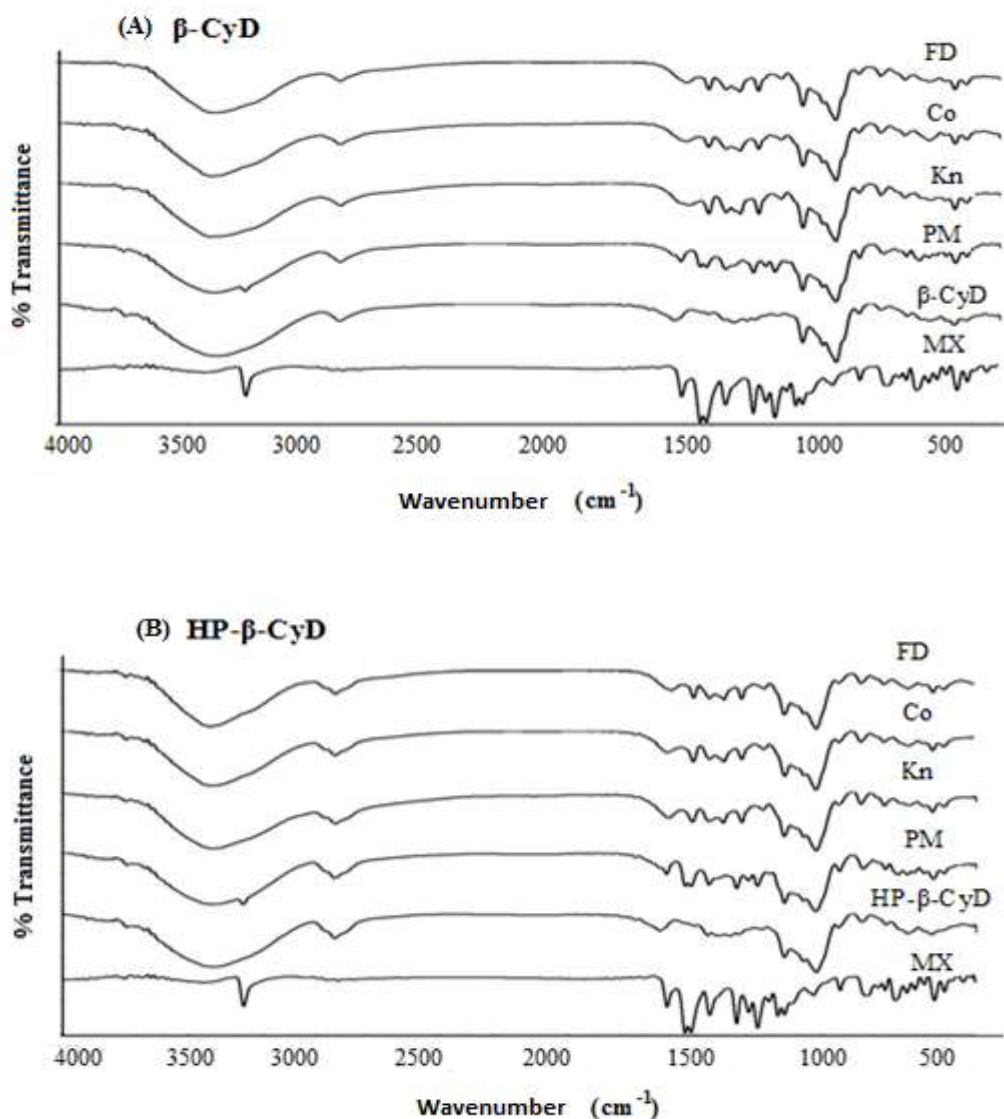 (A) β-CyD
FD
Co
Kn
PM
β-CyD
MX
% Transmittance
4000 3500 3000 2500 2000 1500 1000 500
Wavenumber (cm-1)
(B) HP-β-CyD
FD
Co
Kn
PM
HP-β-CyD
MX
% Transmittance
4000 3500 3000 2500 2000 1500 1000 500
Wavenumber (cm-1)